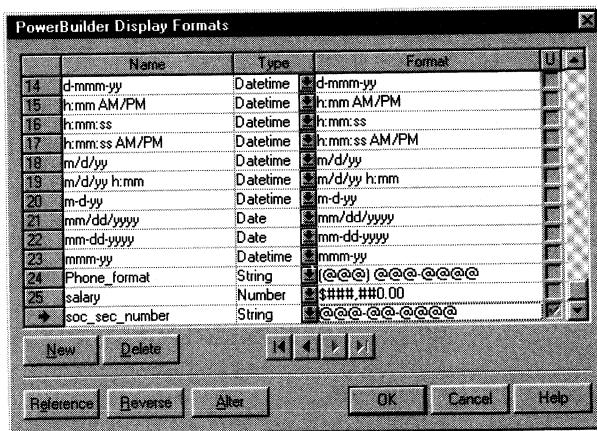 PowerBuilder Display Formats
Name Type Format U
14 d-mmm-yy Datetime d-mmm-yy
15 h:mm AM/PM Datetime h:mm AM/PM
16 h:mm:ss Datetime h:mm:ss
17 h:mm:ss AM/PM Datetime h:mm:ss AM/PM
18 m/d/yy Datetime m/d/yy
19 m/d/yy h:mm Datetime m/d/yy h:mm
20 m-d-yy Datetime m-d-yy
21 mm/dd/yyyy Date mm/dd/yyyy
22 mm-dd-yyyy Date mm-dd-yyyy
23 mmm-yy Datetime mmm-yy
24 Phone_format String (@@@) @@@-@@@@
25 salary Number $###,##0.00
soc_sec_number String @@@-@@-@@@@
New Delete
Reference Reverse Alter OK Cancel Help